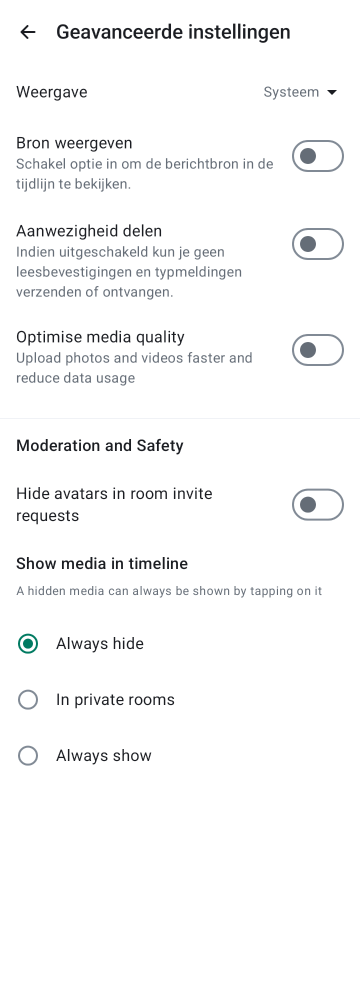 Geavanceerde instellingen
Weergave
Systeem
Bron weergeven
Schakel optie in om de berichtbron in de
tijdlijn te bekijken.
Aanwezigheid delen
Indien uitgeschakeld kun je geen
leesbevestigingen en typmeldingen
verzenden of ontvangen.
Optimise media quality
Upload photos and videos faster and
reduce data usage
Moderation and Safety
Hide avatars in room invite
requests
Show media in timeline
A hidden media can always be shown by tapping on it
Always hide
In private rooms
Always show